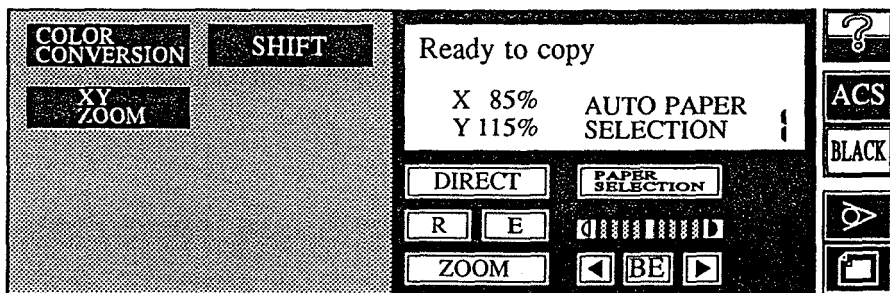 COLOR
CONVERSION
SHIFT
XY
ZOOM
Ready to copy
X 85%
Y 115%
AUTO PAPER
SELECTION
DIRECT
PAPER
SELECTION
R
E
ZOOM
BE
?
ACS
BLACK